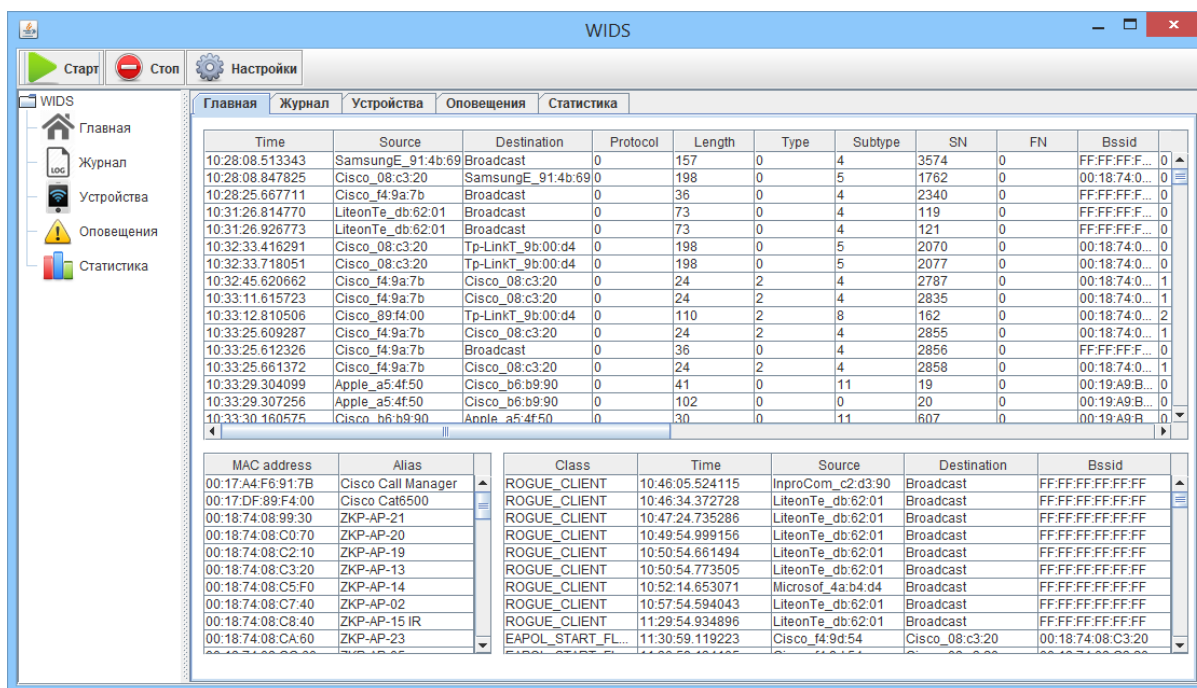 WIDS
Старт Стоп Настройки
WIDS
Главная
Журнал
Устройства
Оповещения
Статистика
Главная Журнал Устройства Оповещения Статистика
Time Source Destination Protocol Length Type Subtype SN FN Bssid
10:28:08.513343 SamsungE_91:4b:69 Broadcast 0 157 0 4 3574 0 FF:FF:FF:F... 0
10:28:08.847825 Cisco_08:c3:20 SamsungE_91:4b:69 0 198 0 5 1762 0 00:18:74:0... 0
10:28:25.667711 Cisco_f4:9a:7b Broadcast 0 36 0 4 2340 0 FF:FF:FF:F... 0
10:31:26.814770 LiteonTe_db:62:01 Broadcast 0 73 0 4 119 0 FF:FF:FF:F... 0
10:31:26.926773 LiteonTe_db:62:01 Broadcast 0 73 0 4 121 0 FF:FF:FF:F... 0
10:32:33.416291 Cisco_08:c3:20 Tp-LinkT_9b:00:d4 0 198 0 5 2070 0 00:18:74:0... 0
10:32:33.718051 Cisco_08:c3:20 Tp-LinkT_9b:00:d4 0 198 0 5 2077 0 00:18:74:0... 0
10:32:45.620662 Cisco_f4:9a:7b Cisco_08:c3:20 0 24 2 4 2787 0 00:18:74:0... 1
10:33:11.615723 Cisco_f4:9a:7b Cisco_08:c3:20 0 24 2 4 2835 0 00:18:74:0... 1
10:33:12.810506 Cisco_89:f4:00 Tp-LinkT_9b:00:d4 0 110 2 8 162 0 00:18:74:0... 2
10:33:25.609287 Cisco_f4:9a:7b Cisco_08:c3:20 0 24 2 4 2855 0 00:18:74:0... 1
10:33:25.612326 Cisco_f4:9a:7b Broadcast 0 36 0 4 2856 0 FF:FF:FF:F... 0
10:33:25.661372 Cisco_f4:9a:7b Cisco_08:c3:20 0 24 2 4 2858 0 00:18:74:0... 1
10:33:29.304099 Apple_a5:4f:50 Cisco_b6:b9:90 0 41 0 11 19 0 00:19:A9:B... 0
10:33:29.307256 Apple_a5:4f:50 Cisco_b6:b9:90 0 102 0 0 20 0 00:19:A9:B... 0
10:33:30.160575 Cisco_b6:b9:90 Apple_a5:4f:50 0 30 0 11 607 0 00:19:A9:B 0
MAC address Alias
00:17:A4:F6:91:7B Cisco Call Manager
00:17:DF:89:F4:00 Cisco Cat6500
00:18:74:08:99:30 ZKP-AP-21
00:18:74:08:C0:70 ZKP-AP-20
00:18:74:08:C2:10 ZKP-AP-19
00:18:74:08:C3:20 ZKP-AP-13
00:18:74:08:C5:F0 ZKP-AP-14
00:18:74:08:C7:40 ZKP-AP-02
00:18:74:08:C8:40 ZKP-AP-15 IR
00:18:74:08:CA:60 ZKP-AP-23
Class Time Source Destination Bssid
ROGUE_CLIENT 10:46:05.524115 InproCom_c2:d3:90 Broadcast FF:FF:FF:FF:FF:FF
ROGUE_CLIENT 10:46:34.372728 LiteonTe_db:62:01 Broadcast FF:FF:FF:FF:FF:FF
ROGUE_CLIENT 10:47:24.735286 LiteonTe_db:62:01 Broadcast FF:FF:FF:FF:FF:FF
ROGUE_CLIENT 10:49:54.999156 LiteonTe_db:62:01 Broadcast FF:FF:FF:FF:FF:FF
ROGUE_CLIENT 10:50:54.661494 LiteonTe_db:62:01 Broadcast FF:FF:FF:FF:FF:FF
ROGUE_CLIENT 10:50:54.773505 LiteonTe_db:62:01 Broadcast FF:FF:FF:FF:FF:FF
ROGUE_CLIENT 10:52:14.653071 Microsof_4a:b4:d4 Broadcast FF:FF:FF:FF:FF:FF
ROGUE_CLIENT 10:57:54.594043 LiteonTe_db:62:01 Broadcast FF:FF:FF:FF:FF:FF
ROGUE_CLIENT 11:29:54.934896 LiteonTe_db:62:01 Broadcast FF:FF:FF:FF:FF:FF
EAPOL_START_FL... 11:30:59.119223 Cisco_f4:9d:54 Cisco_08:c3:20 00:18:74:08:C3:20